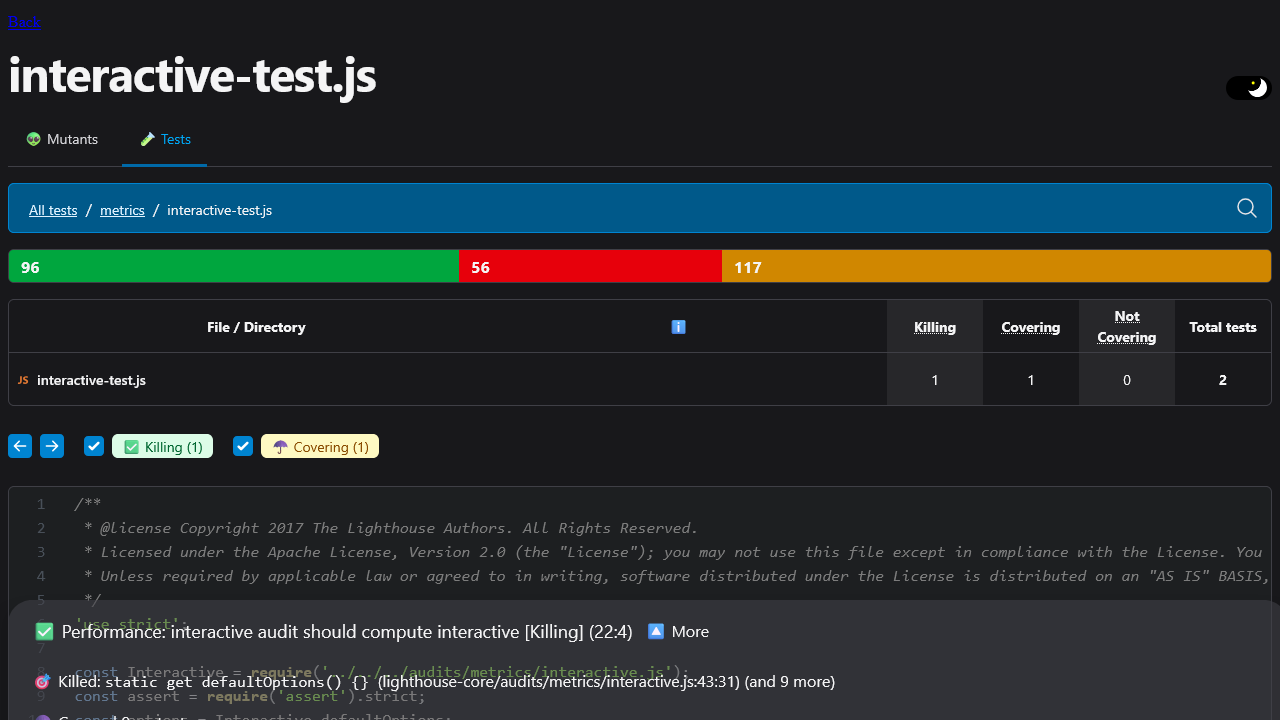 Back
interactive-test.js
Mutants
Tests
All tests / metrics / interactive-test.js
96
56
117
File / Directory
Killing
Covering
Not Covering
Total tests
JS interactive-test.js
1
1
0
2
Killing (1)
Covering (1)
1 /**
2 * @license Copyright 2017 The Lighthouse Authors. All Rights Reserved.
3 * Licensed under the Apache License, Version 2.0 (the "License"); you may not use this file except in compliance with the License. You
4 * Unless required by applicable law or agreed to in writing, software distributed under the License is distributed on an "AS IS" BASIS,
5 */
'use strict';
Performance: interactive audit should compute interactive [Killing] (22:4) More
7
8 const Interactive = require('../../../audits/metrics/interactive.js');
Killed: static get defaultOptions() {} (lighthouse-core/audits/metrics/interactive.js:43:31) (and 9 more)
9 const assert = require('assert').strict;
const options = Interactive.defaultOptions;